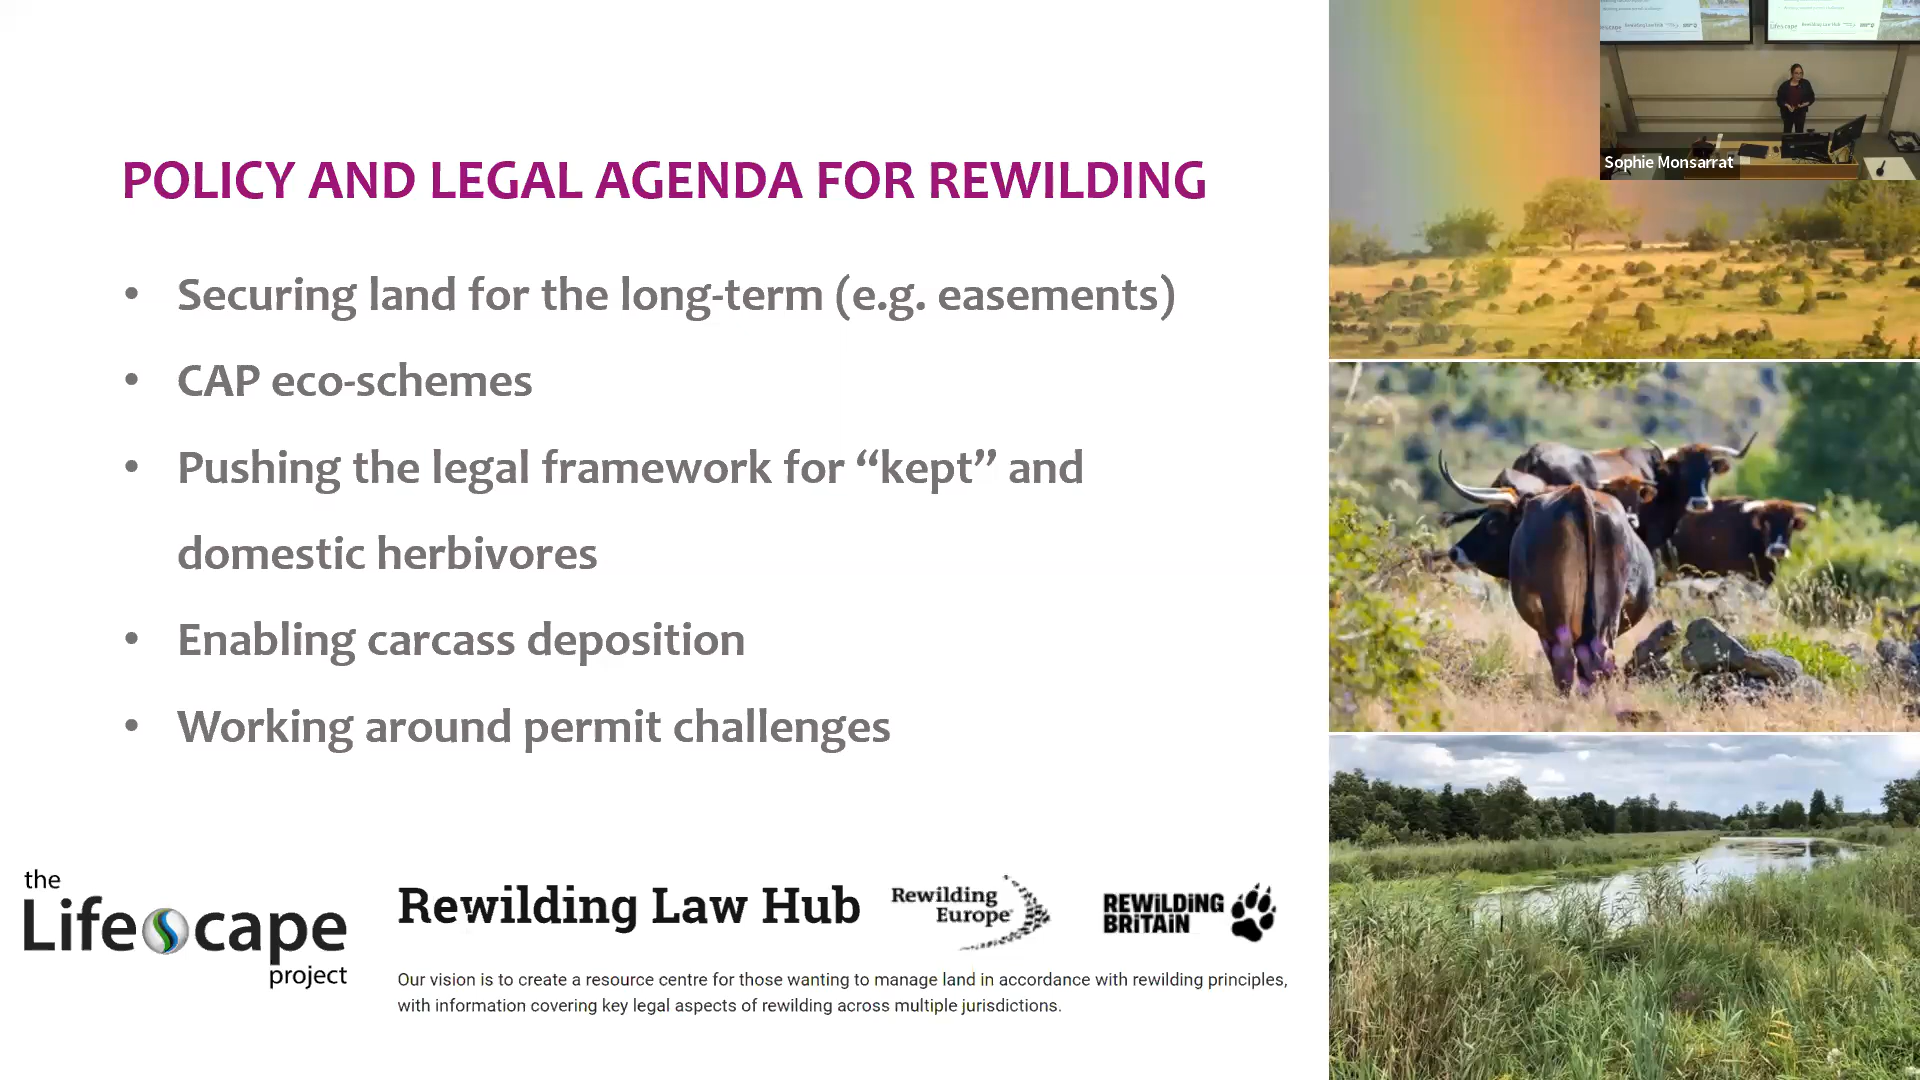 POLICY AND LEGAL AGENDA FOR REWILDING
• Securing land for the long-term (e.g. easements)
• CAP eco-schemes
• Pushing the legal framework for “kept” and
domestic herbivores
• Enabling carcass deposition
• Working around permit challenges
the
Lifescape
project
Rewilding Law Hub
Rewilding
Europe
REWILDING
BRITAIN
Our vision is to create a resource centre for those wanting to manage land in accordance with rewilding principles,
with information covering key legal aspects of rewilding across multiple jurisdictions.
Sophie Monsarrat